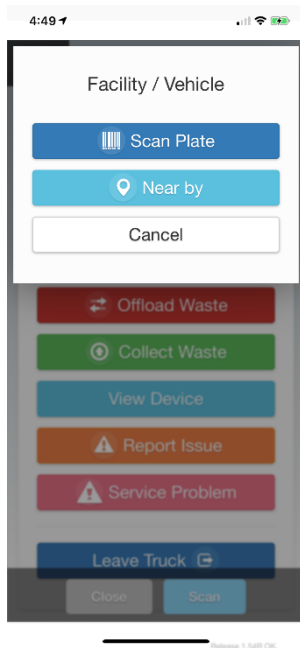 4:49
Facility / Vehicle
Scan Plate
Near by
Cancel
Offload Waste
Collect Waste
View Device
Report Issue
Service Problem
Leave Truck
Close
Scan